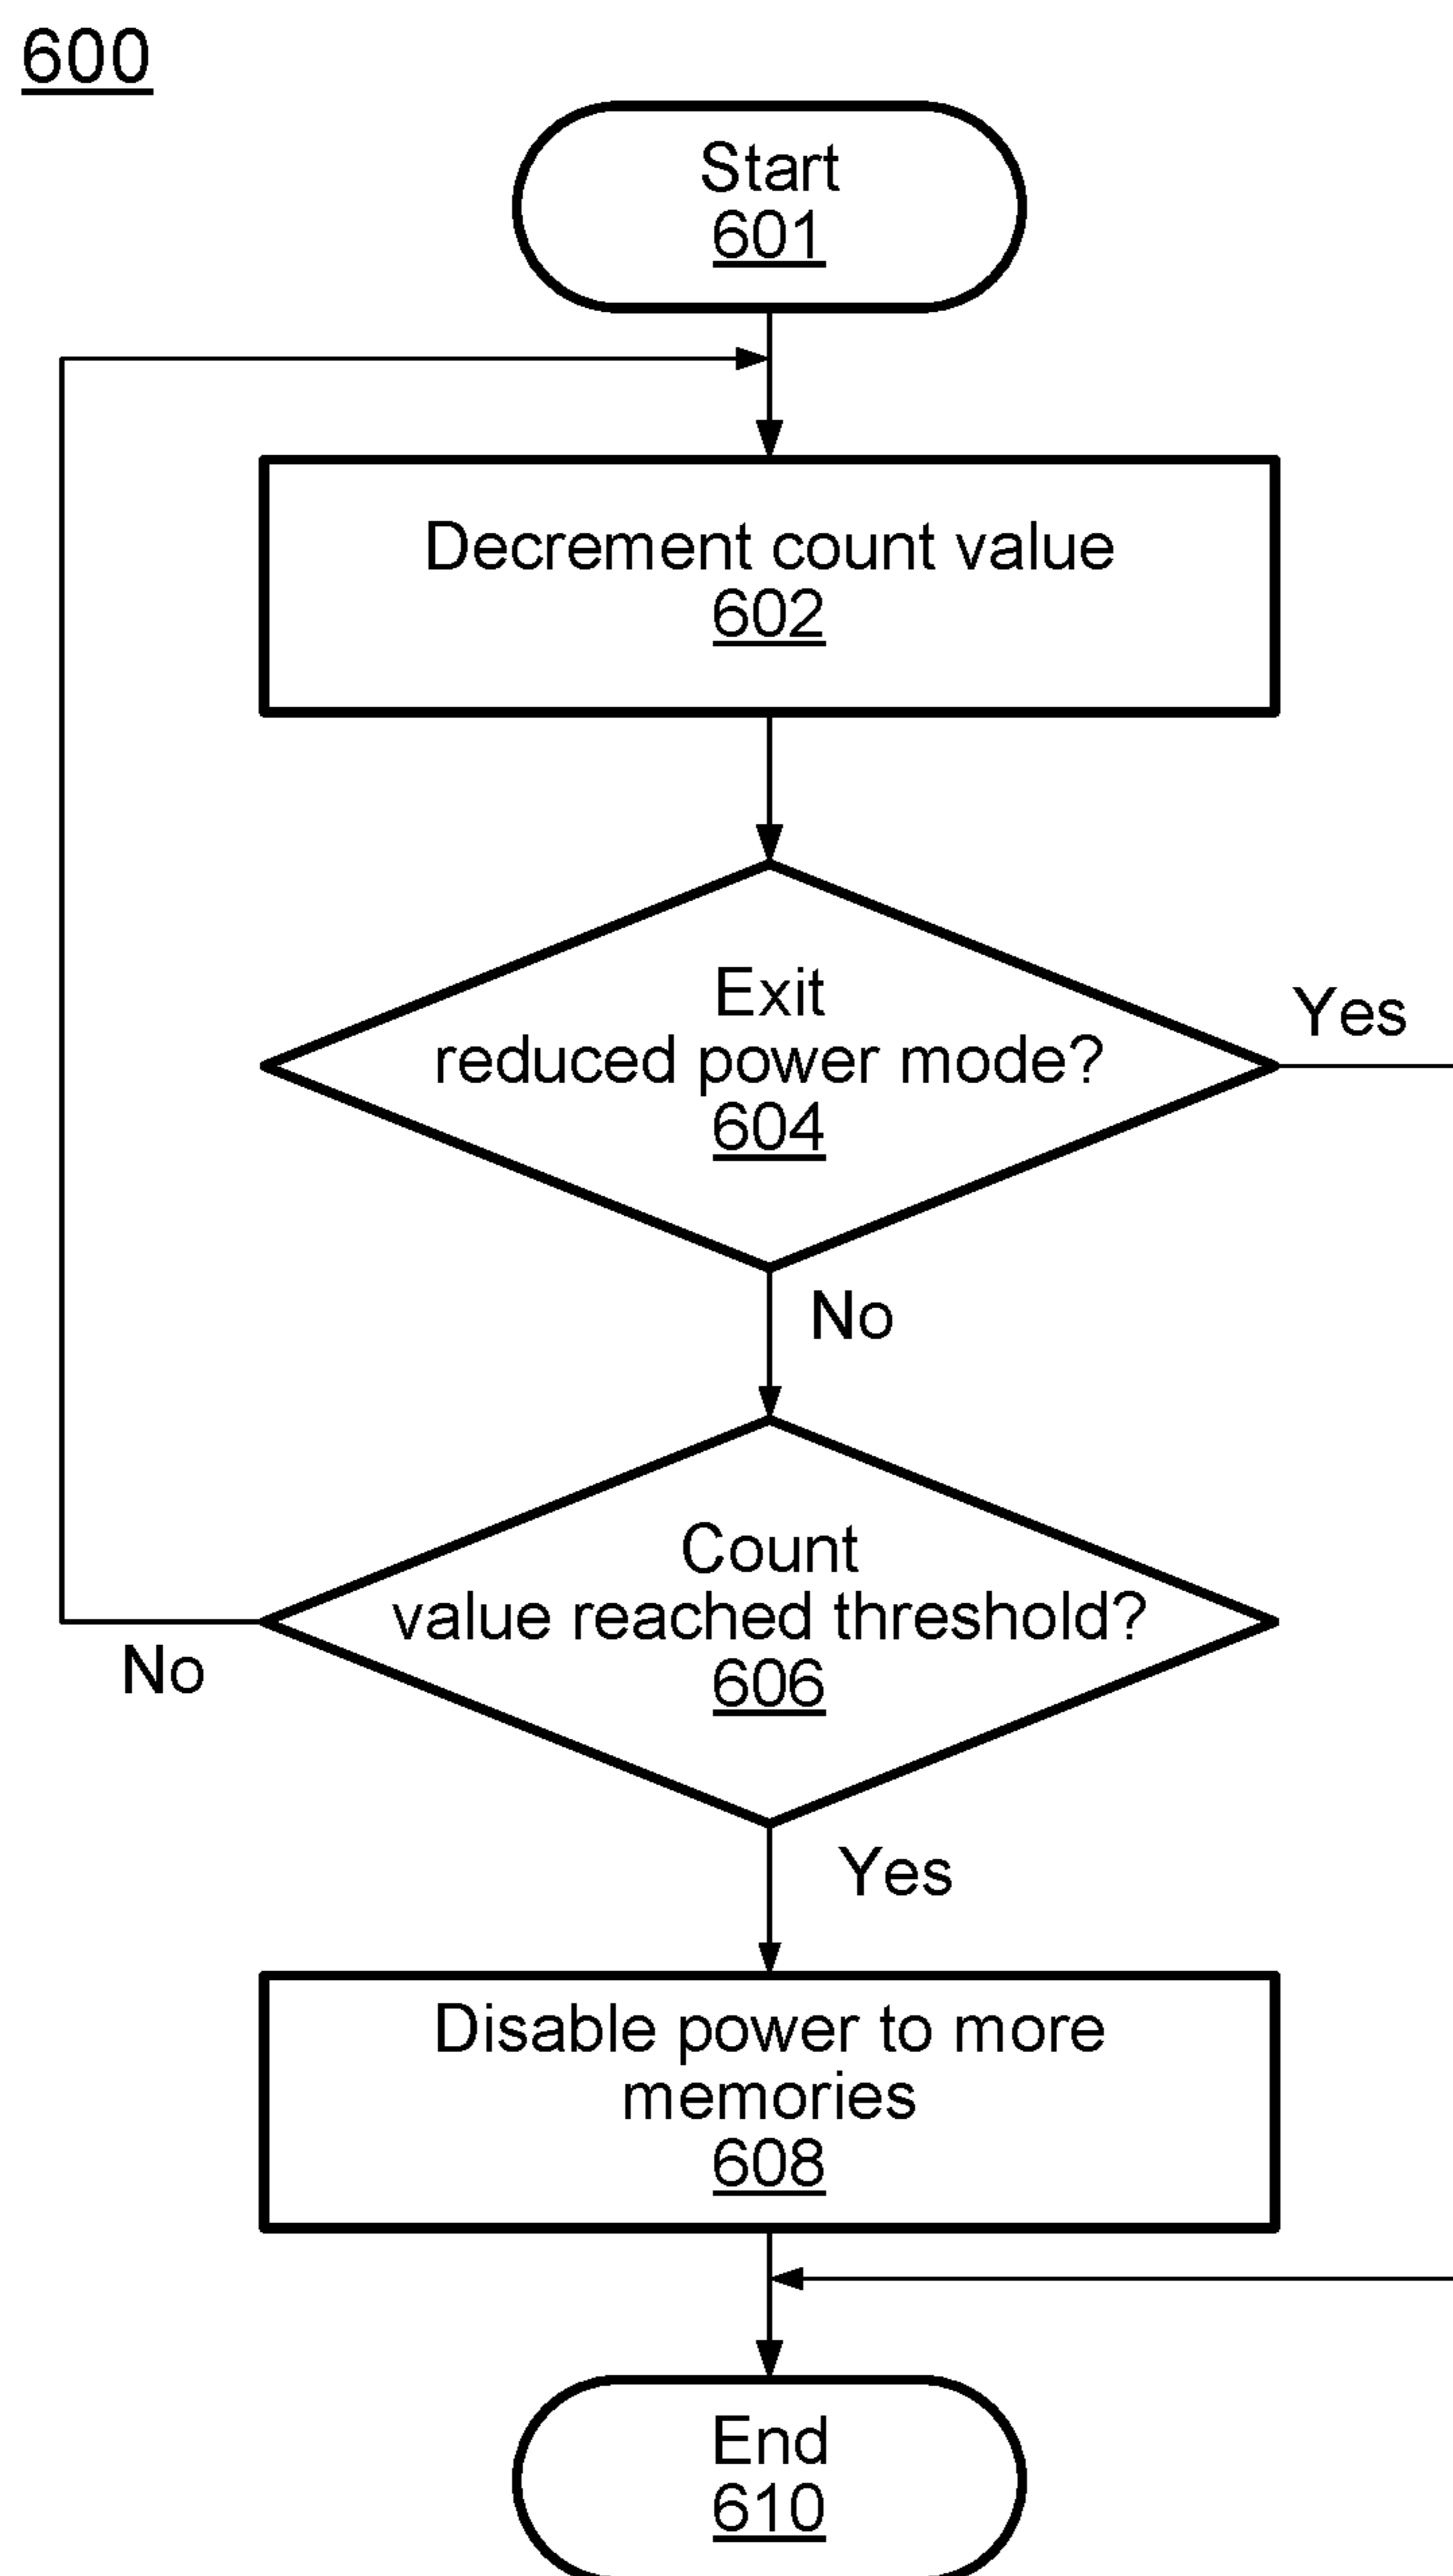 600
Start
601
Decrement count value
602
Exit
reduced power mode?
604
Yes
No
Count
value reached threshold?
606
No
Yes
Disable power to more
memories
608
End
610